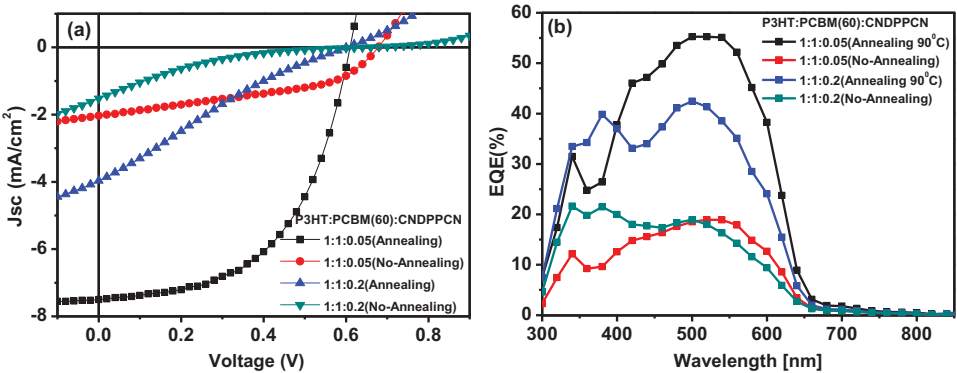 (a)
0
-2
-4
-6
-8
Jsc (mA/cm²)
P3HT:PCBM(60):CNDPPCN
1:1:0.05(Annealing)
1:1:0.05(No-Annealing)
1:1:0.2(Annealing)
1:1:0.2(No-Annealing)
0.0 0.2 0.4 0.6 0.8
Voltage (V)
(b)
P3HT:PCBM(60):CNDPPCN
1:1:0.05(Annealing 90⁰C)
1:1:0.05(No-Annealing)
1:1:0.2(Annealing 90⁰C)
1:1:0.2(No-Annealing)
60
50
40
30
20
10
0
EQE(%)
300 400 500 600 700 800
Wavelength [nm]